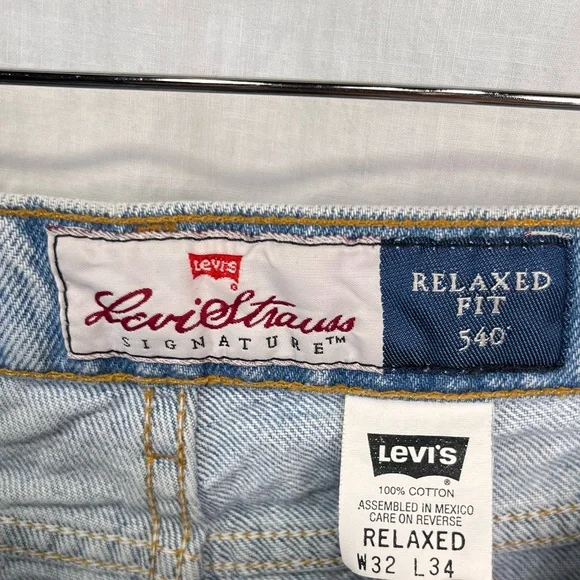 Levi's
®
Levi Strauss
SIGNATURE™
RELAXED
FIT
540®
LEVI'S
100% COTTON
ASSEMBLED IN MEXICO
CARE ON REVERSE
RELAXED
W32 L34